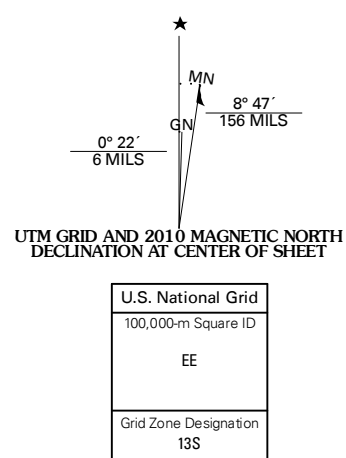 ★
MN
GN
8° 47´
156 MILS
0° 22´
6 MILS
UTM GRID AND 2010 MAGNETIC NORTH
DECLINATION AT CENTER OF SHEET
U.S. National Grid
100,000-m Square ID
EE
Grid Zone Designation
13S